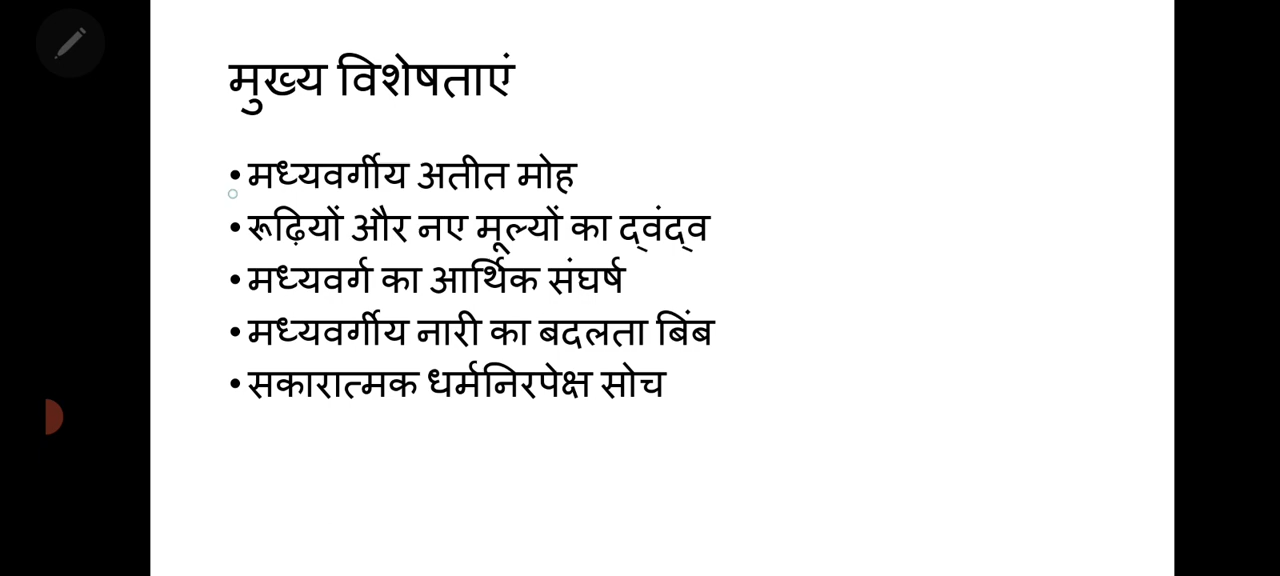 मुख्य विशेषताएं
• मध्यवर्गीय अतीत मोह
• रूढ़ियों और नए मूल्यों का द्वंद्व
• मध्यवर्ग का आर्थिक संघर्ष
• मध्यवर्गीय नारी का बदलता बिंब
• सकारात्मक धर्मनिरपेक्ष सोच